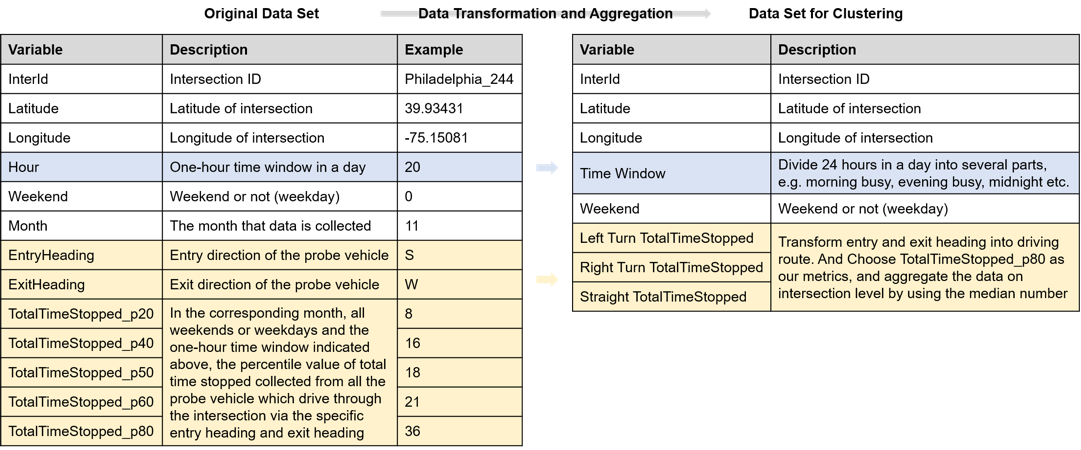 Original Data Set
Data Transformation and Aggregation
Data Set for Clustering
Variable Description Example
InterId Intersection ID Philadelphia_244
Latitude Latitude of intersection 39.93431
Longitude Longitude of intersection -75.15081
Hour One-hour time window in a day 20
Weekend Weekend or not (weekday) 0
Month The month that data is collected 11
EntryHeading Entry direction of the probe vehicle S
ExitHeading Exit direction of the probe vehicle W
TotalTimeStopped_p20 8
TotalTimeStopped_p40 16
TotalTimeStopped_p50 18
TotalTimeStopped_p60 21
TotalTimeStopped_p80 36
In the corresponding month, all
weekends or weekdays and the
one-hour time window indicated
above, the percentile value of total
time stopped collected from all the
probe vehicle which drive through
the intersection via the specific
entry heading and exit heading
Variable Description
InterId Intersection ID
Latitude Latitude of intersection
Longitude Longitude of intersection
Time Window
Divide 24 hours in a day into several parts,
e.g. morning busy, evening busy, midnight etc.
Weekend Weekend or not (weekday)
Left Turn TotalTimeStopped
Right Turn TotalTimeStopped
Straight TotalTimeStopped
Transform entry and exit heading into driving
route. And Choose TotalTimeStopped_p80 as
our metrics, and aggregate the data on
intersection level by using the median number